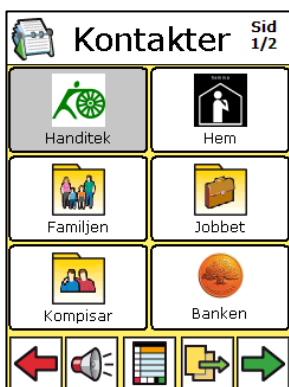 Kontakter
Sid
1/2
Handitek
Hem
Familjen
Jobbet
Kompisar
Banken